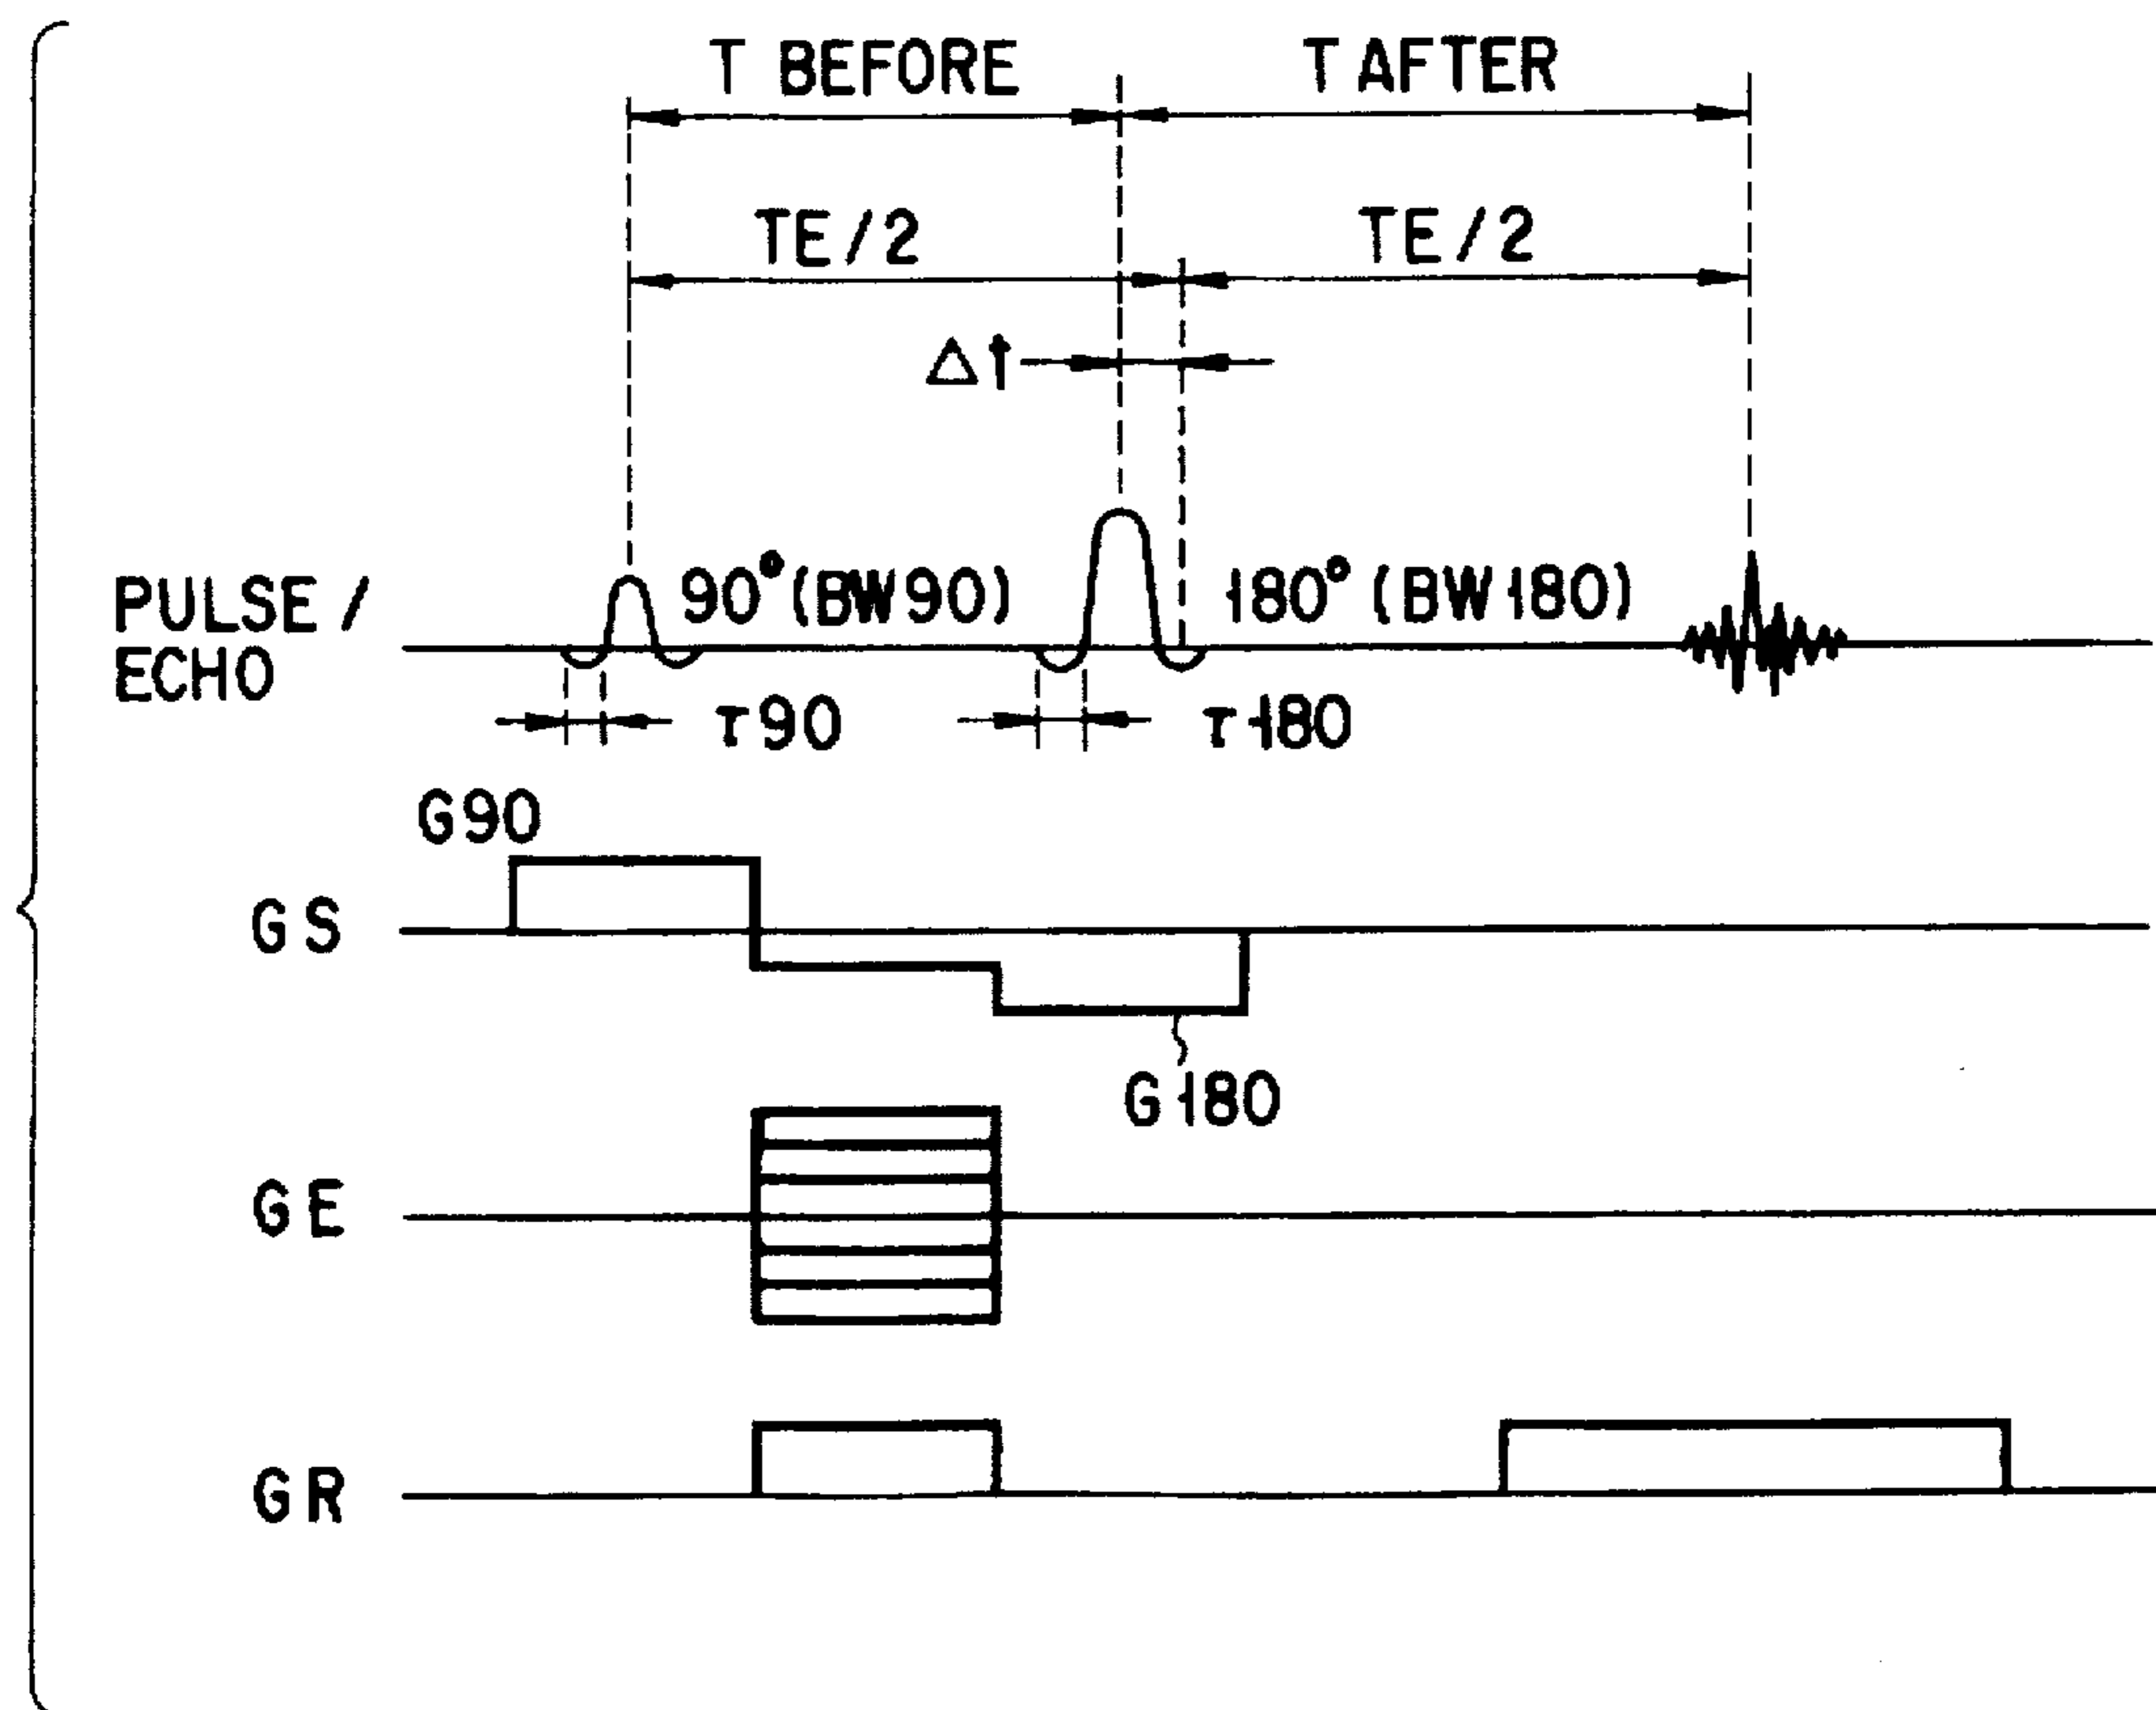 T BEFORE T AFTER
TE/2 TE/2
Δt
90°(BW90) 180°(BW180)
PULSE/
ECHO
τ90 τ180
G90
GS
G180
GE
GR